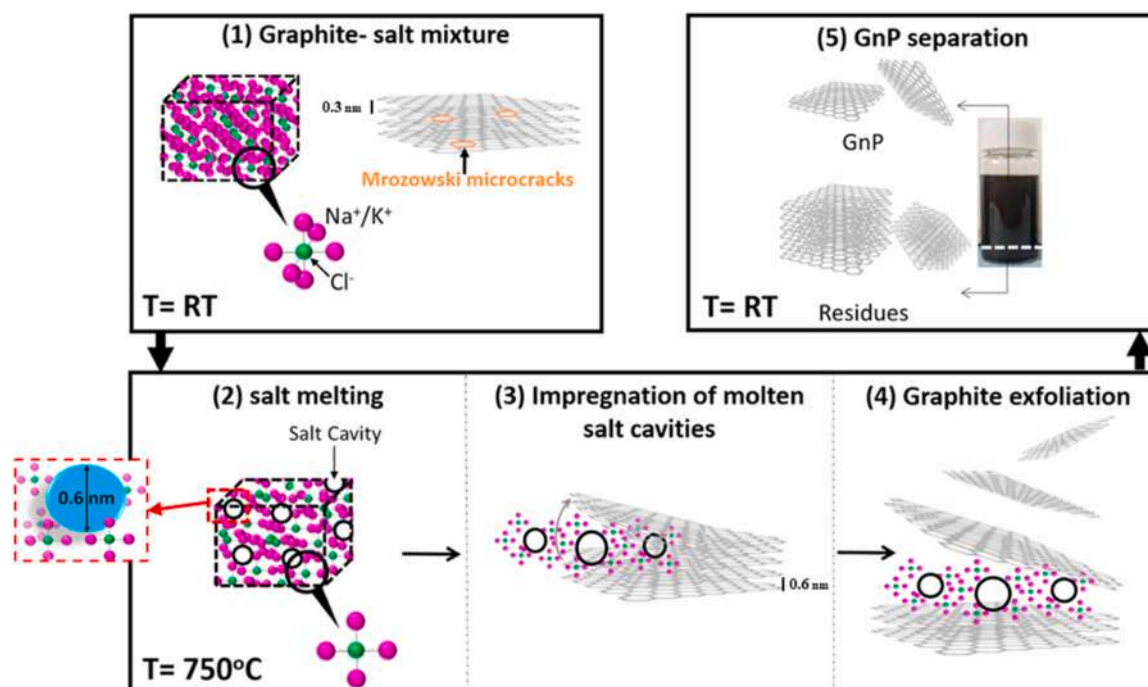 (1) Graphite- salt mixture
0.3 nm
Mrozowski microcracks
Na⁺/K⁺
Cl⁻
T= RT
(5) GnP separation
GnP
Residues
T= RT
(2) salt melting
Salt Cavity
0.6 nm
T= 750°C
(3) Impregnation of molten
salt cavities
0.6 nm
(4) Graphite exfoliation